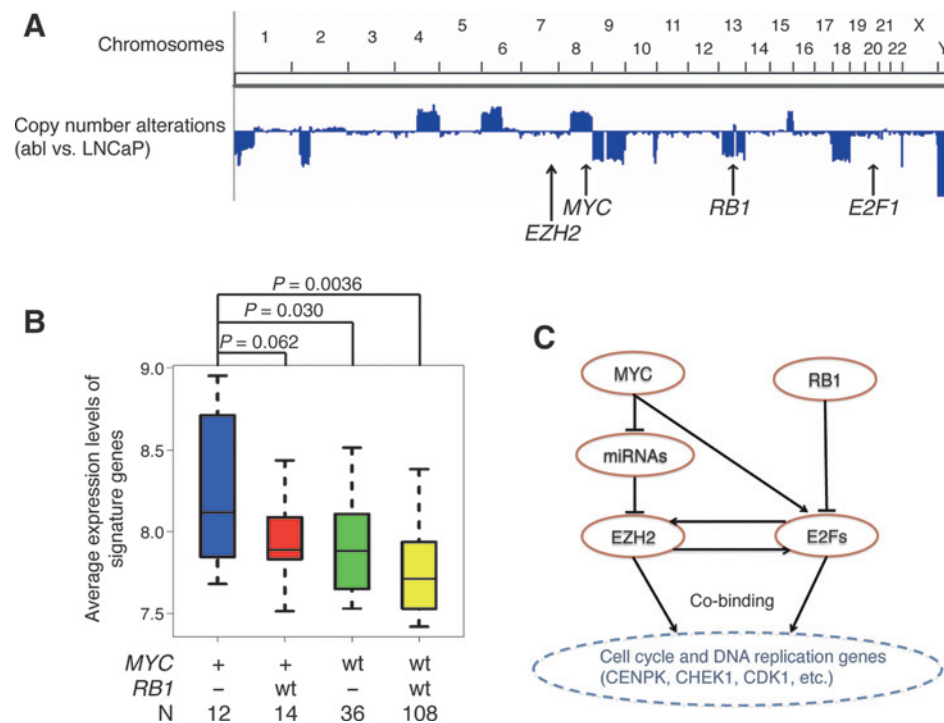 A
Chromosomes
1 2 3 4 5 6 7 8 9 10 11 12 13 14 15 16 17 18 19 20 21 22 X Y
Copy number alterations
(abl vs. LNCaP)
EZH2
MYC
RB1
E2F1
B
P = 0.0036
P = 0.030
P = 0.062
Average expression levels of
signature genes
9.0
8.5
8.0
7.5
MYC + + wt wt
RB1 – wt – wt
N 12 14 36 108
C
MYC
RB1
miRNAs
EZH2
E2Fs
Co-binding
Cell cycle and DNA replication genes
(CENPK, CHEK1, CDK1, etc.)